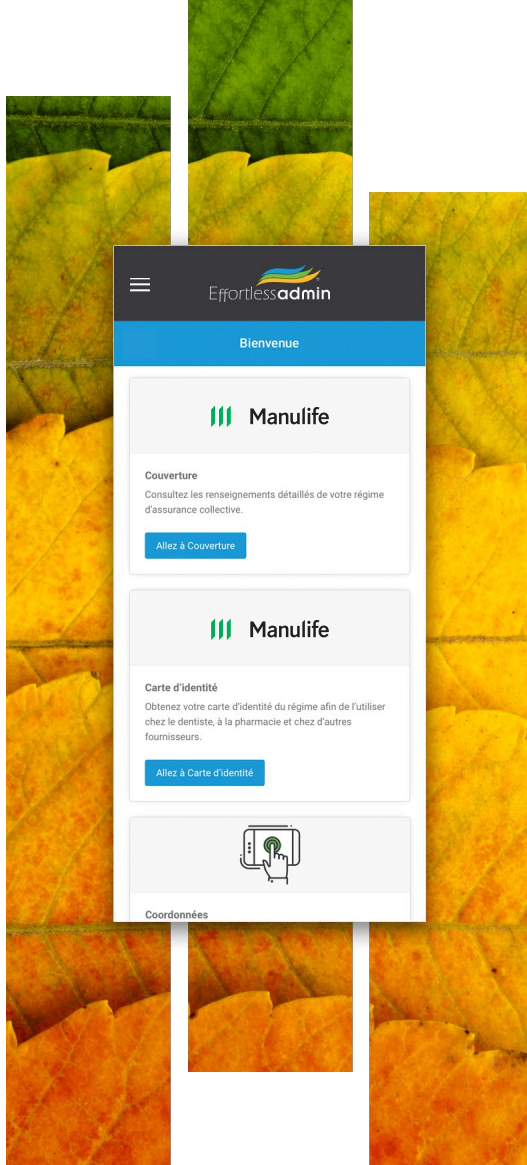 Effortlessadmin
Bienvenue
Manulife
Couverture
Consultez les renseignements détaillés de votre régime
d'assurance collective.
Allez à Couverture
Manulife
Carte d'identité
Obtenez votre carte d'identité du régime afin de l'utiliser
chez le dentiste, à la pharmacie et chez d'autres
fournisseurs.
Allez à Carte d'identité
Coordonnées